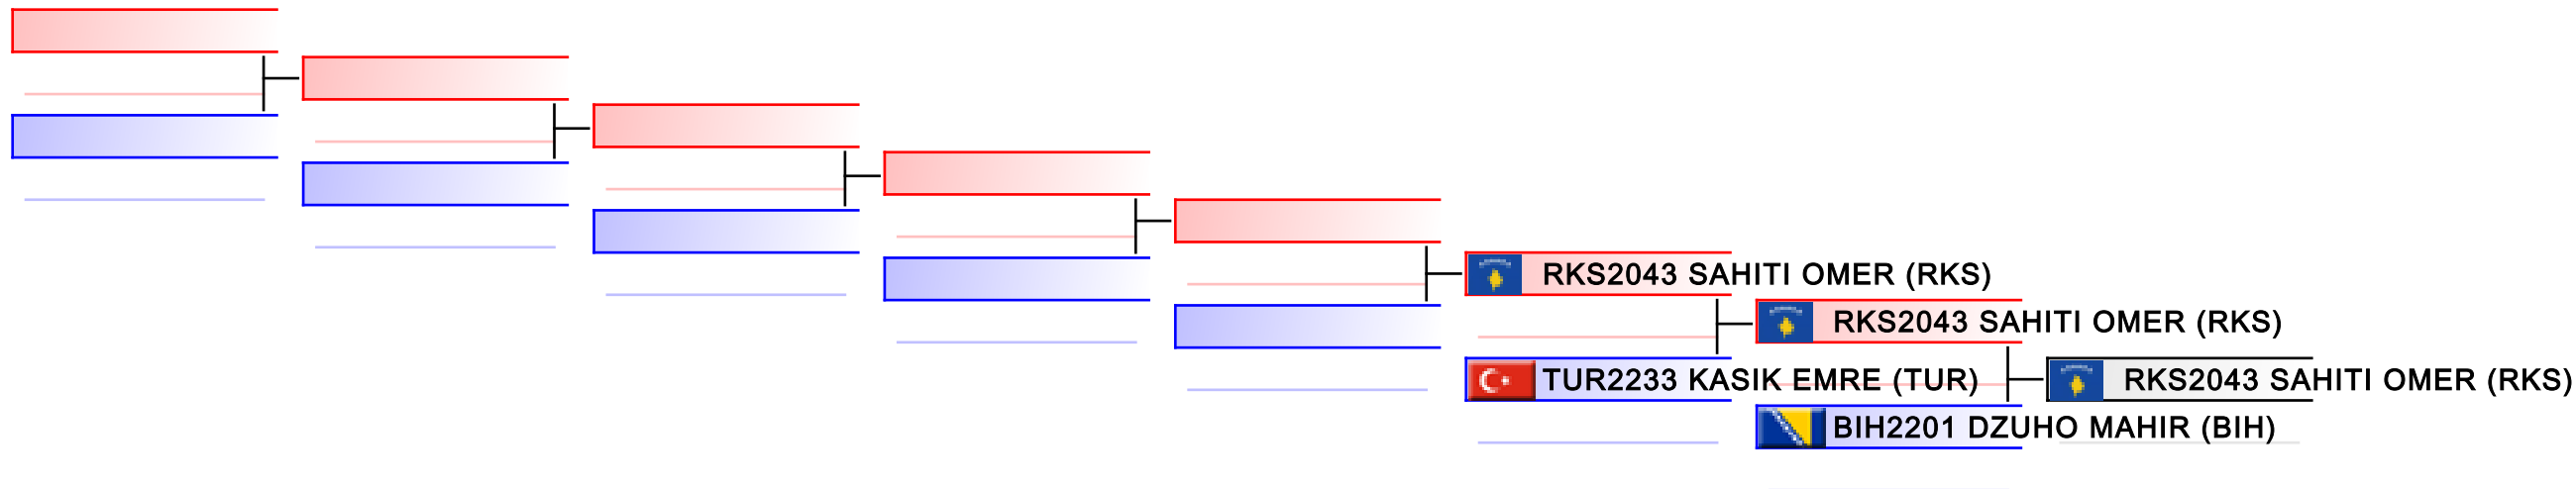 RKS2043 SAHITI OMER (RKS)
RKS2043 SAHITI OMER (RKS)
TUR2233 KASIK EMRE (TUR)
RKS2043 SAHITI OMER (RKS)
BIH2201 DZUHO MAHIR (BIH)